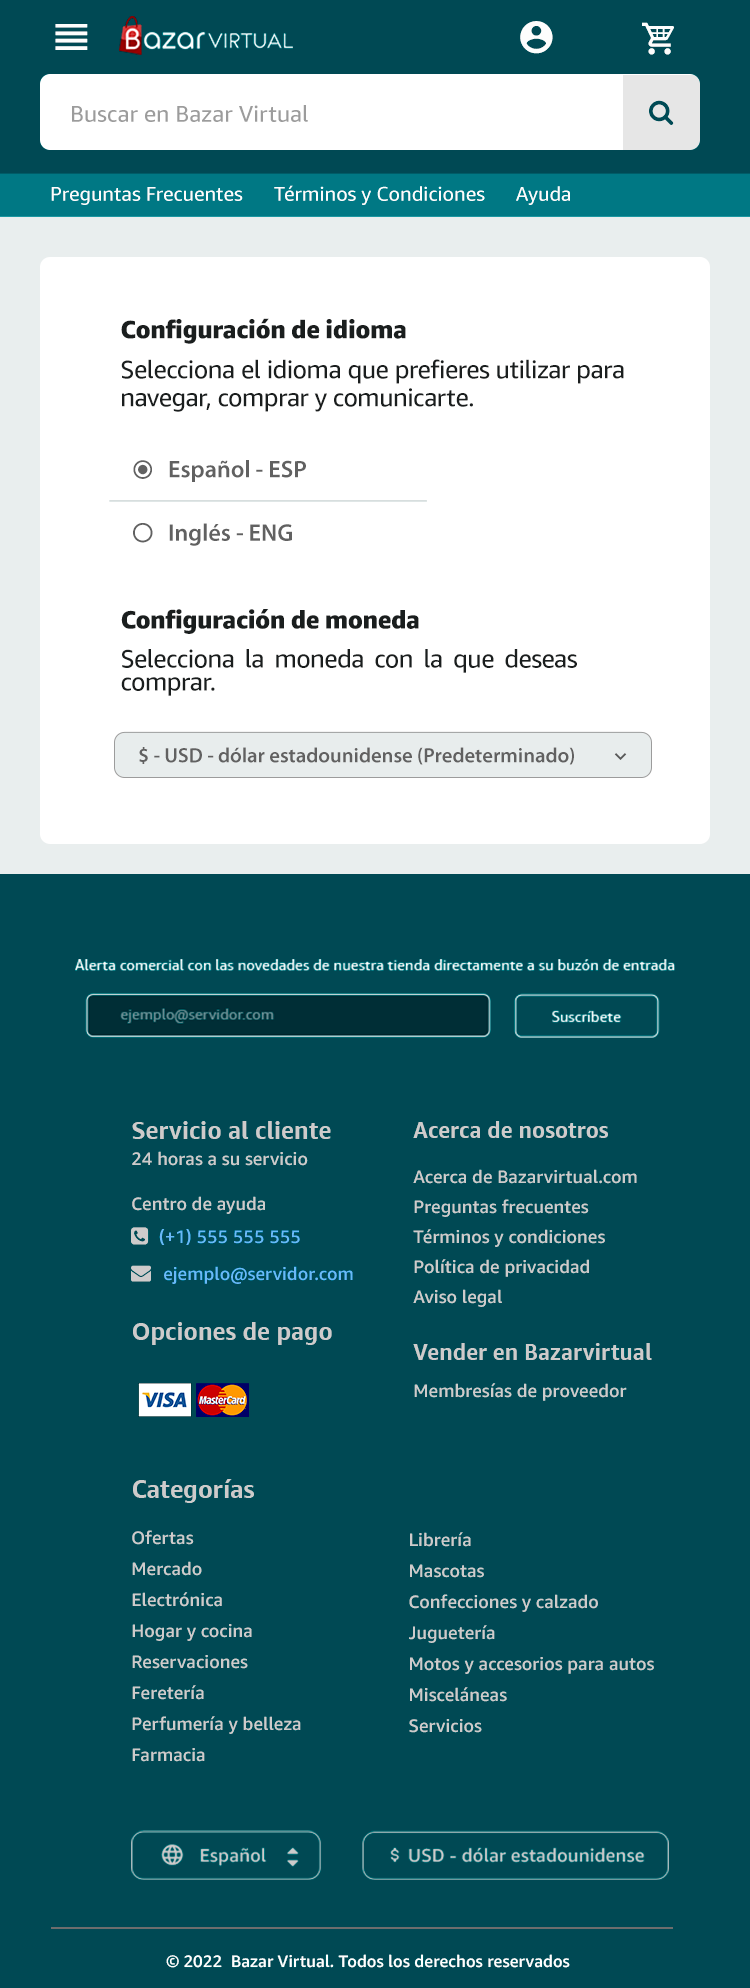 Bazar VIRTUAL
Buscar en Bazar Virtual
Preguntas Frecuentes Términos y Condiciones Ayuda
Configuración de idioma
Selecciona el idioma que prefieres utilizar para
navegar, comprar y comunicarte.
Español - ESP
Inglés - ENG
Configuración de moneda
Selecciona la moneda con la que deseas
comprar.
$ - USD - dólar estadounidense (Predeterminado)
Alerta comercial con las novedades de nuestra tienda directamente a su buzón de entrada
ejemplo@servidor.com
Suscríbete
Servicio al cliente
24 horas a su servicio
Centro de ayuda
(+1) 555 555 555
ejemplo@servidor.com
Opciones de pago
VISA MasterCard
Acerca de nosotros
Acerca de Bazarvirtual.com
Preguntas frecuentes
Términos y condiciones
Política de privacidad
Aviso legal
Vender en Bazarvirtual
Membresías de proveedor
Categorías
Ofertas
Mercado
Electrónica
Hogar y cocina
Reservaciones
Feretería
Perfumería y belleza
Farmacia
Librería
Mascotas
Confecciones y calzado
Juguetería
Motos y accesorios para autos
Misceláneas
Servicios
Español
$ USD - dólar estadounidense
© 2022 Bazar Virtual. Todos los derechos reservados